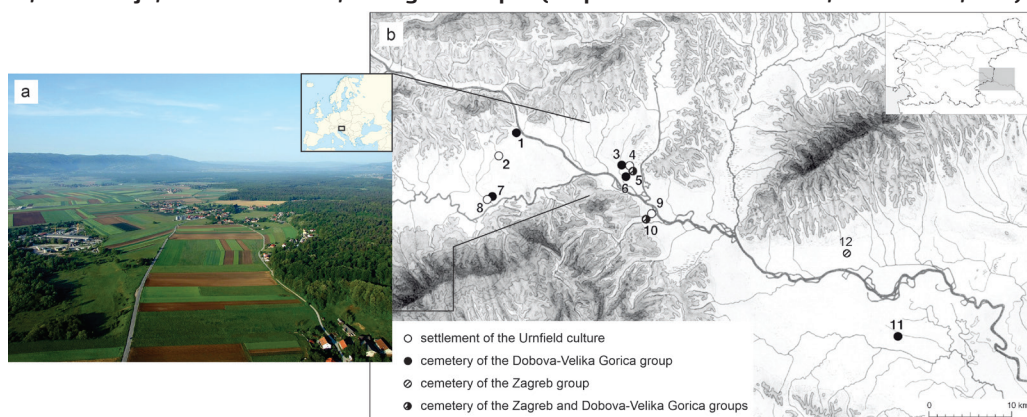 b
a
1
2
3 4
5
6
7
8
9
10
12
11
settlement of the Urnfield culture
cemetery of the Dobova-Velika Gorica group
cemetery of the Zagreb group
cemetery of the Zagreb and Dobova-Velika Gorica groups
0 10 km